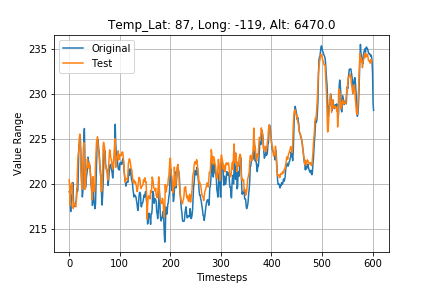 Temp_Lat: 87, Long: -119, Alt: 6470.0
Value Range
235
230
225
220
215
Original
Test
0 100 200 300 400 500 600
Timesteps